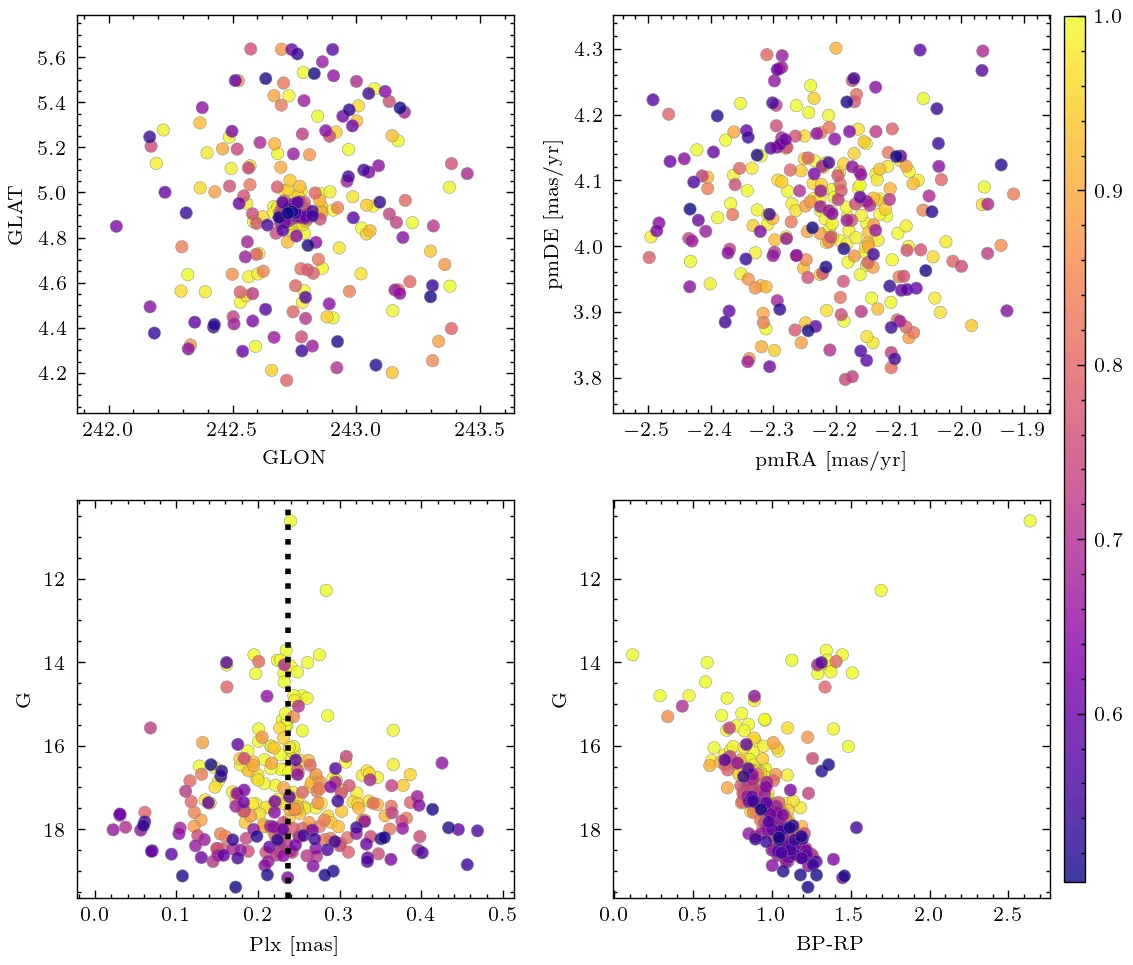 5.6
5.4
5.2
5.0
4.8
4.6
4.4
4.2
GLAT
242.0 242.5 243.0 243.5
GLON
4.3
4.2
4.1
4.0
3.9
3.8
pmDE [mas/yr]
−2.5 −2.4 −2.3 −2.2 −2.1 −2.0 −1.9
pmRA [mas/yr]
1.0
0.9
0.8
0.7
0.6
12
14
16
18
G
0.0 0.1 0.2 0.3 0.4 0.5
Plx [mas]
12
14
16
18
G
0.0 0.5 1.0 1.5 2.0 2.5
BP-RP